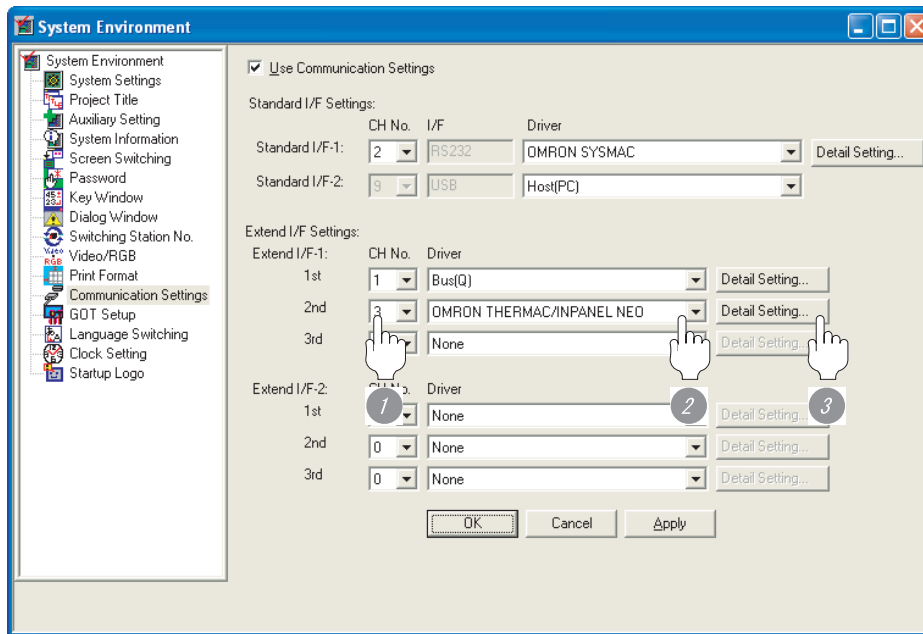 System Environment
System Environment
System Settings
Project Title
Auxiliary Setting
System Information
Screen Switching
Password
Key Window
Dialog Window
Switching Station No.
Video/RGB
Print Format
Communication Settings
GOT Setup
Language Switching
Clock Setting
Startup Logo
Use Communication Settings
Standard I/F Settings:
CH No. I/F Driver
Standard I/F-1: 2 RS232 OMRON SYSMAC Detail Setting...
Standard I/F-2: 9 USB Host(PC)
Extend I/F Settings:
Extend I/F-1: CH No. Driver
1st 1 Bus(Q) Detail Setting...
2nd 3 OMRON THERMAC/INPANEL NEO Detail Setting...
3rd None Detail Setting...
1 2 3
Extend I/F-2: Driver
1st None Detail Setting...
2nd 0 None Detail Setting...
3rd 0 None Detail Setting...
OK Cancel Apply